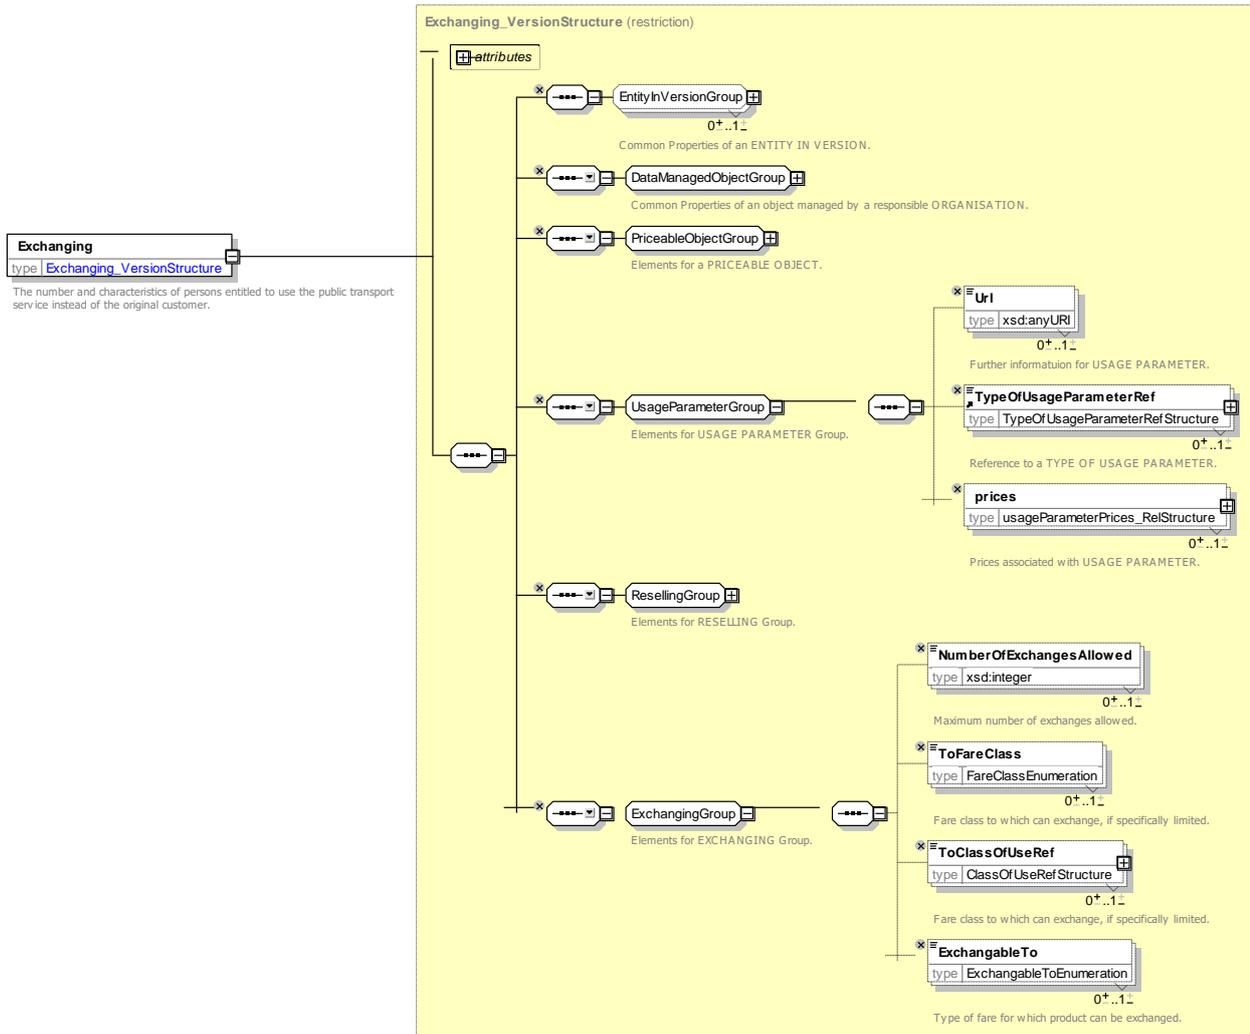 Exchanging_VersionStructure (restriction)
attributes
EntityInVersionGroup
0..1
Common Properties of an ENTITY IN VERSION.
DataManagedObjectGroup
Common Properties of an object managed by a responsible ORGANISATION.
PriceableObjectGroup
Elements for a PRICEABLE OBJECT.
Exchanging
type Exchanging_VersionStructure
The number and characteristics of persons entitled to use the public transport
service instead of the original customer.
Url
type xsd:anyURI
0..1
Further informatuion for USAGE PARAMETER.
UsageParameterGroup
Elements for USAGE PARAMETER Group.
TypeOfUsageParameterRef
type TypeOfUsageParameterRefStructure
0..1
Reference to a TYPE OF USAGE PARAMETER.
prices
type usageParameterPrices_RelStructure
0..1
Prices associated with USAGE PARAMETER.
ResellingGroup
Elements for RESELLING Group.
NumberOfExchangesAllowed
type xsd:integer
0..1
Maximum number of exchanges allowed.
ToFareClass
type FareClassEnumeration
0..1
Fare class to which can exchange, if specifically limited.
ExchangingGroup
Elements for EXCHANGING Group.
ToClassOfUseRef
type ClassOfUseRefStructure
0..1
Fare class to which can exchange, if specifically limited.
ExchangableTo
type ExchangableToEnumeration
0..1
Type of fare for which product can be exchanged.